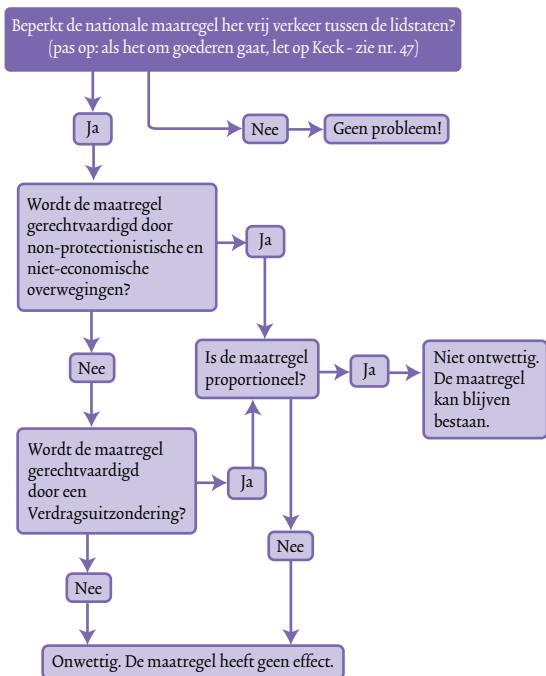 Beperkt de nationale maatregel het vrij verkeer tussen de lidstaten?
(pas op: als het om goederen gaat, let op Keck - zie nr. 47)
Ja
Nee
Geen probleem!
Wordt de maatregel
gerechtvaardigd door
non-protectionistische en
niet-economische
overwegingen?
Ja
Nee
Is de maatregel
proportioneel?
Ja
Niet ontwettig.
De maatregel
kan blijven
bestaan.
Wordt de maatregel
gerechtvaardigd
door een
Verdragsuitzondering?
Ja
Nee
Nee
Onwettig. De maatregel heeft geen effect.